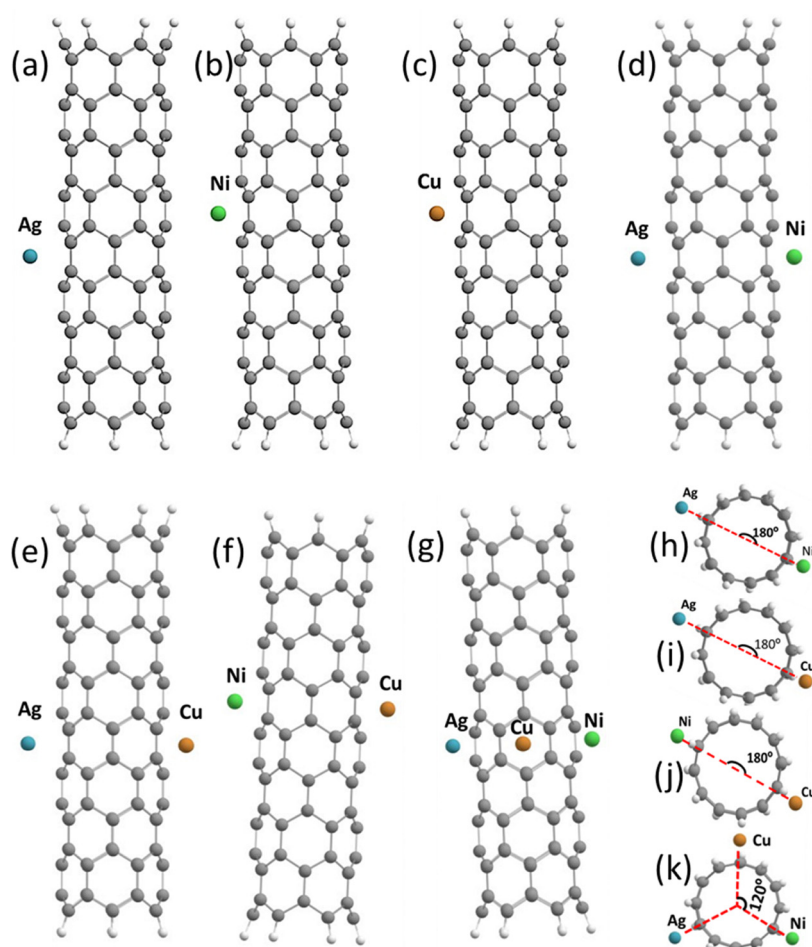 (a)
(b)
(c)
(d)
Ag
Ni
Cu
Ag
Ni
(e)
(f)
(g)
Ag
Cu
Ni
Cu
Ag
Cu
Ni
(h)
Ag
180°
Ni
(i)
Ag
180°
Cu
(j)
Ni
180°
Cu
(k)
Cu
120°
Ag
Ni